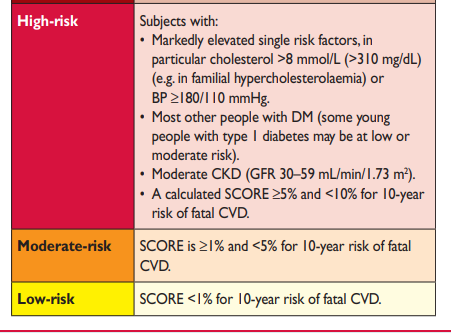 High-risk
Subjects with:
• Markedly elevated single risk factors, in
particular cholesterol >8 mmol/L (>310 mg/dL)
(e.g. in familial hypercholesterolaemia) or
BP ≥180/110 mmHg.
• Most other people with DM (some young
people with type 1 diabetes may be at low or
moderate risk).
• Moderate CKD (GFR 30–59 mL/min/1.73 m²).
• A calculated SCORE ≥5% and <10% for 10-year
risk of fatal CVD.
Moderate-risk
SCORE is ≥1% and <5% for 10-year risk of fatal
CVD.
Low-risk
SCORE <1% for 10-year risk of fatal CVD.